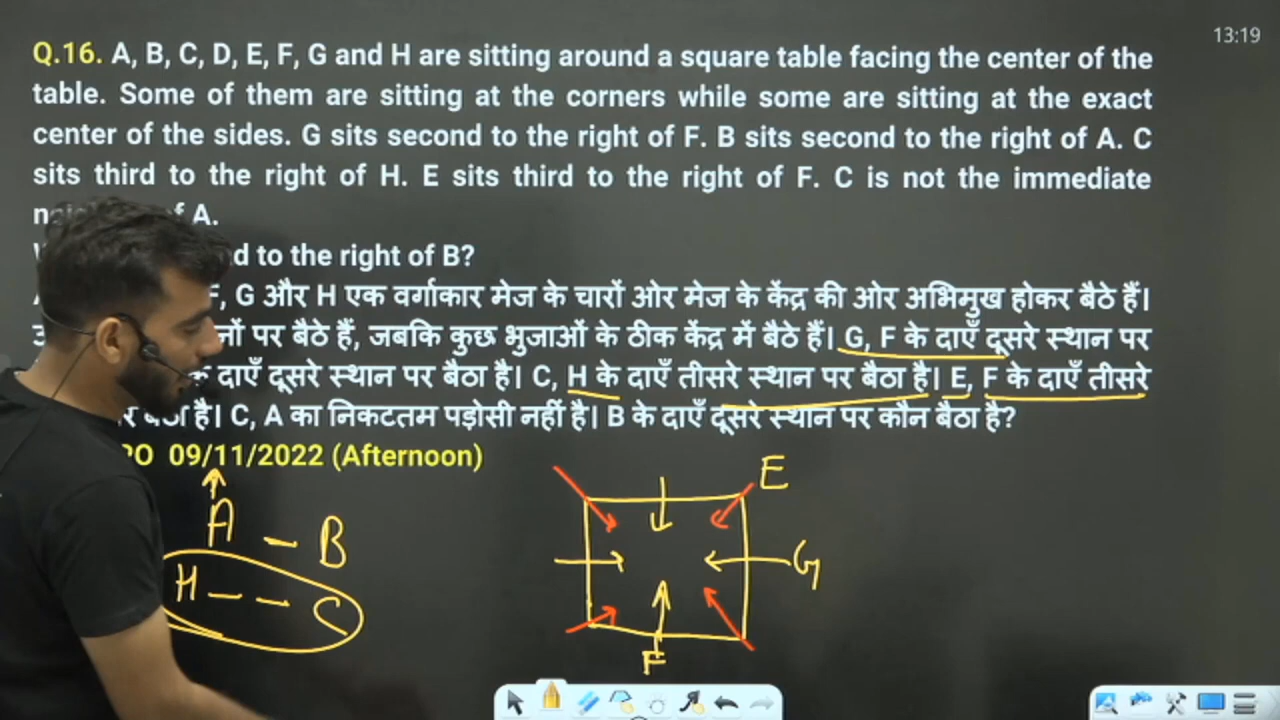 13:19
Q.16. A, B, C, D, E, F, G and H are sitting around a square table facing the center of the
table. Some of them are sitting at the corners while some are sitting at the exact
center of the sides. G sits second to the right of F. B sits second to the right of A. C
sits third to the right of H. E sits third to the right of F. C is not the immediate
A.
to the right of B?
F, G और H एक वर्गाकार मेज के चारों ओर मेज के केंद्र की ओर अभिमुख होकर बैठे हैं।
पर बैठे हैं, जबकि कुछ भुजाओं के ठीक केंद्र में बैठे हैं। G, F के दाएँ दूसरे स्थान पर
के दाएँ दूसरे स्थान पर बैठा है। C, H के दाएँ तीसरे स्थान पर बैठा है। E, F के दाएँ तीसरे
है। C, A का निकटतम पड़ोसी नहीं है। B के दाएँ दूसरे स्थान पर कौन बैठा है?
09/11/2022 (Afternoon)
E
A – B
G
H – – C
F